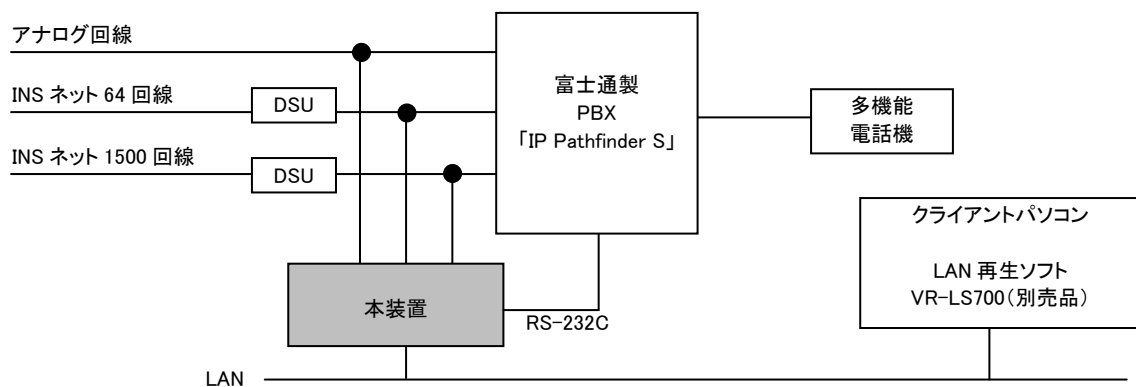 アナログ回線
INS ネット 64 回線
DSU
INS ネット 1500 回線
DSU
富士通製
PBX
「IP Pathfinder S」
多機能
電話機
クライアントパソコン
LAN 再生ソフト
VR-LS700(別売品)
本装置
RS-232C
LAN